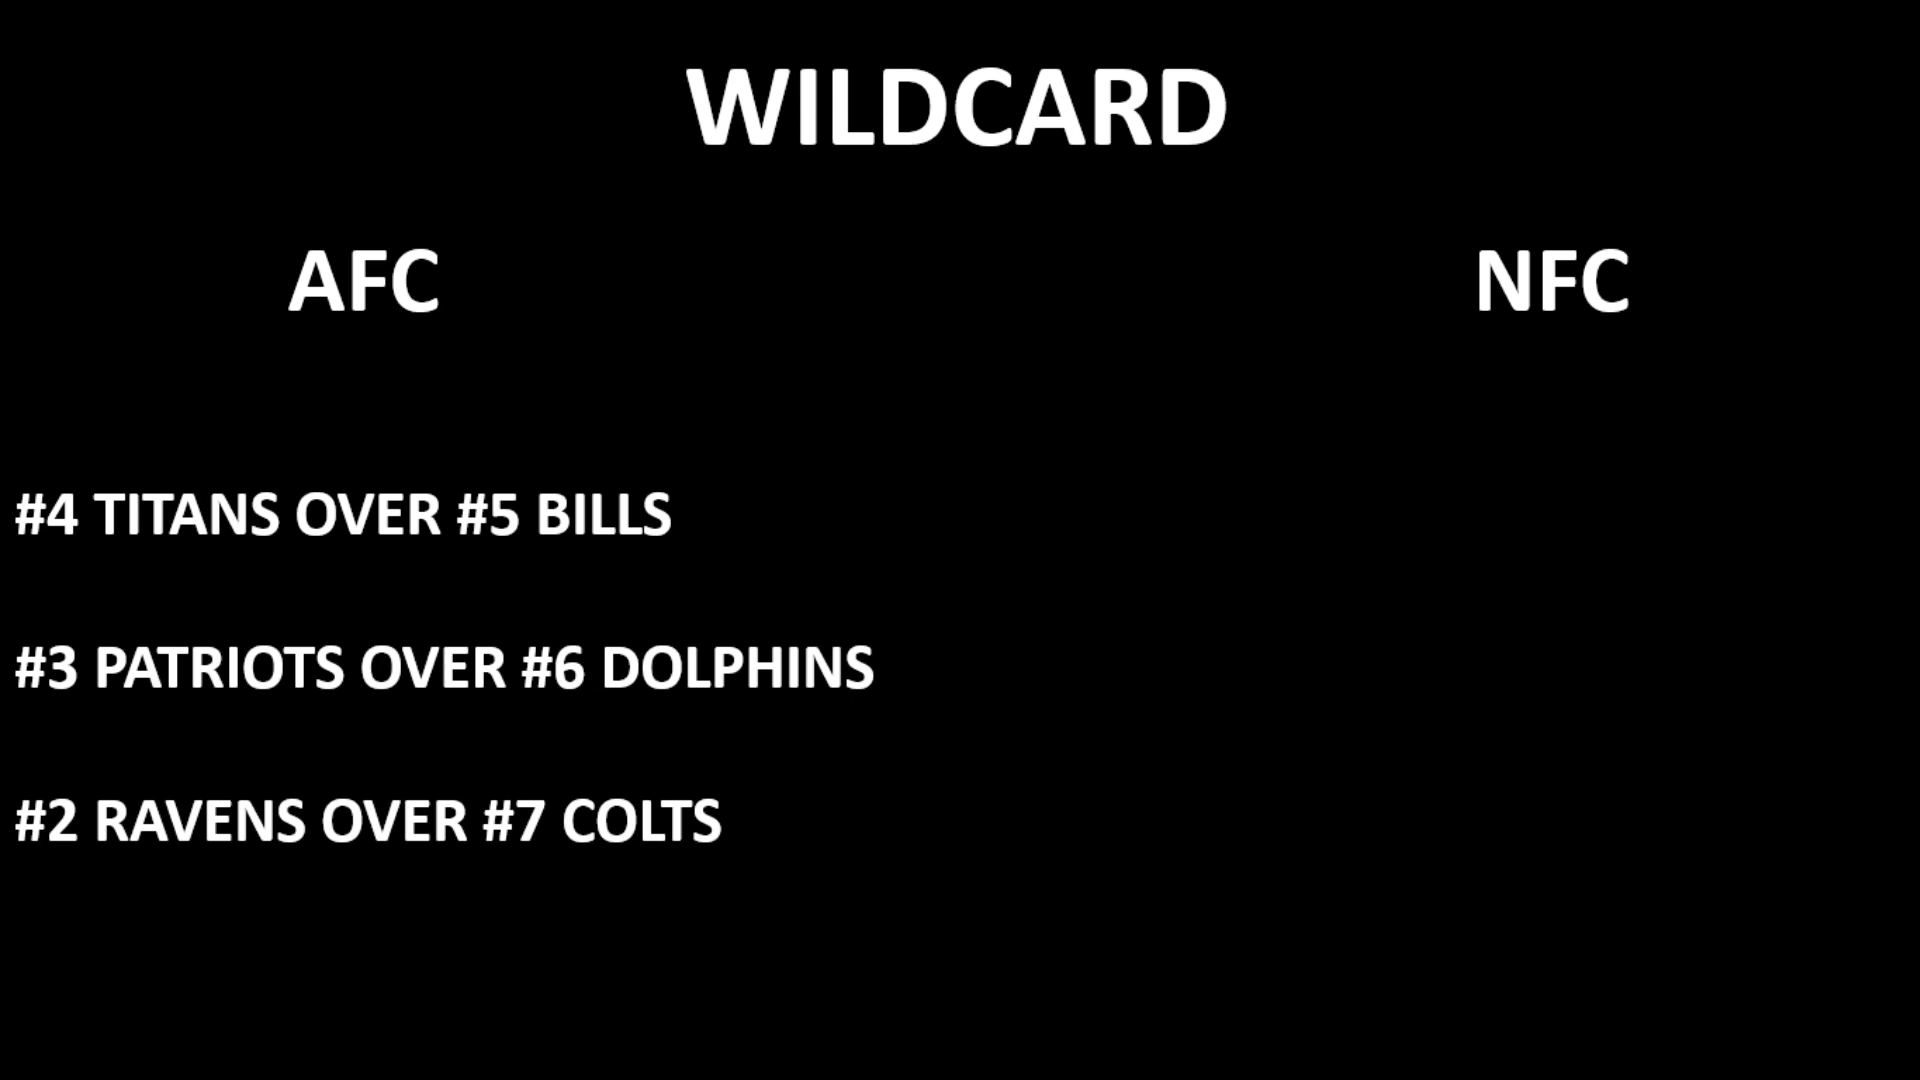 WILDCARD
AFC
NFC
#4 TITANS OVER #5 BILLS
#3 PATRIOTS OVER #6 DOLPHINS
#2 RAVENS OVER #7 COLTS